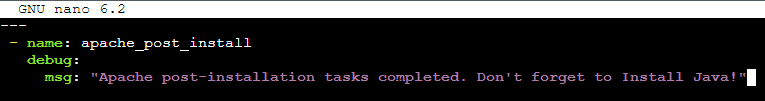 GNU nano 6.2
---
- name: apache_post_install
debug:
msg: "Apache post-installation tasks completed. Don't forget to Install Java!"